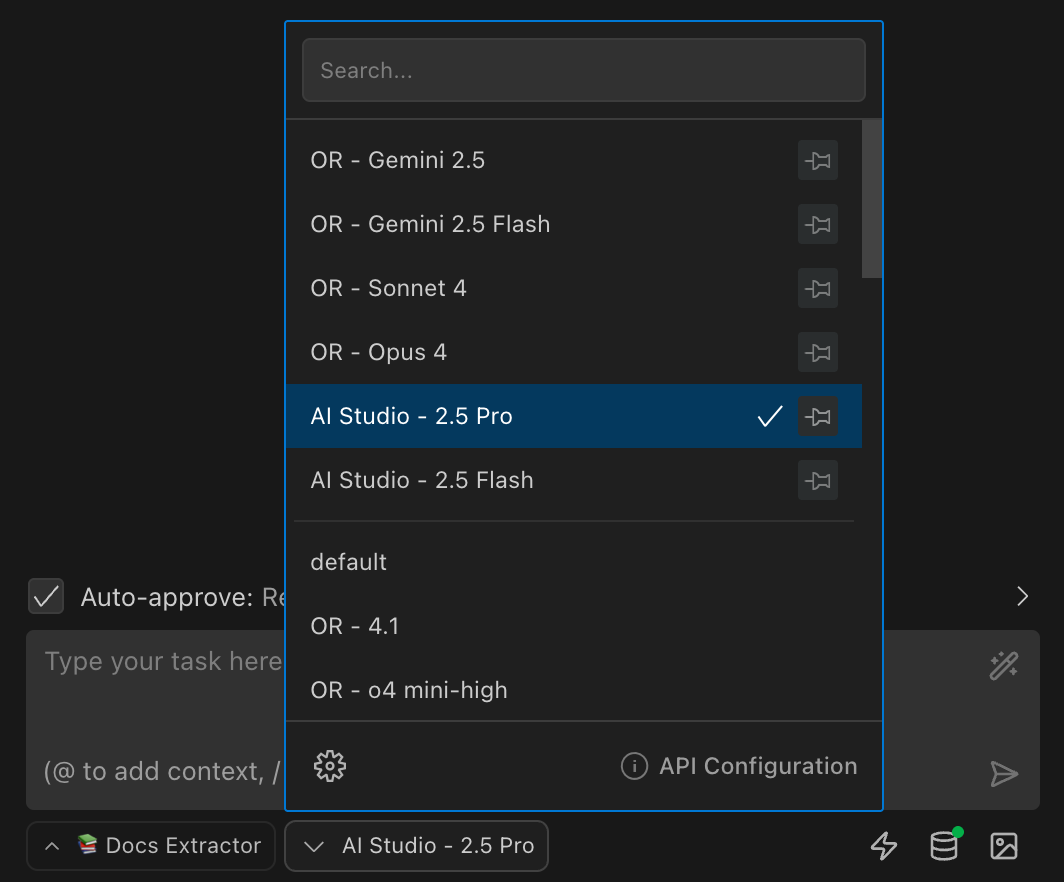 Search...
OR - Gemini 2.5
OR - Gemini 2.5 Flash
OR - Sonnet 4
OR - Opus 4
AI Studio - 2.5 Pro
AI Studio - 2.5 Flash
default
OR - 4.1
OR - o4 mini-high
API Configuration
Auto-approve:
Type your task here
(@ to add context, /
Docs Extractor
AI Studio - 2.5 Pro